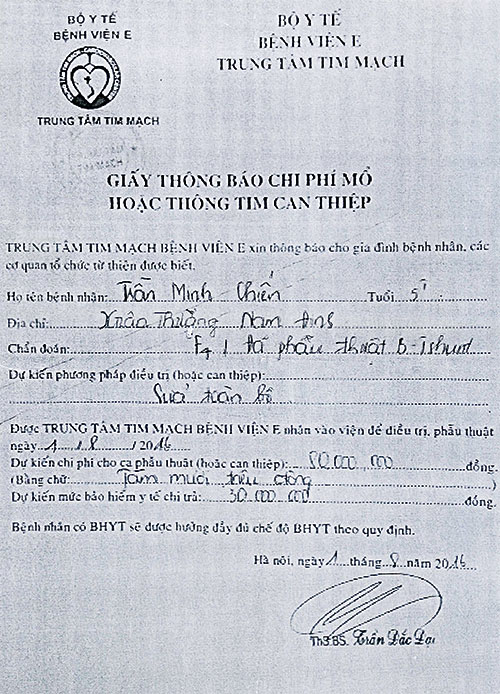 BỘ Y TẾ
BỆNH VIỆN E
TRUNG TÂM TIM MẠCH
BỘ Y TẾ
BỆNH VIỆN E
TRUNG TÂM TIM MẠCH
GIẤY THÔNG BÁO CHI PHÍ MỔ
HOẶC THÔNG TIM CAN THIỆP
TRUNG TÂM TIM MẠCH BỆNH VIỆN E xin thông báo cho gia đình bệnh nhân, các
cơ quan tổ chức từ thiện được biết.
Họ tên bệnh nhân: Trần Minh Chiến Tuổi 5T
Địa chỉ: Xuân Thượng Nam Định
Chẩn đoán: F4 / đã phẫu thuật B-Tshunt
Dự kiến phương pháp điều trị (hoặc can thiệp):
Sửa toàn bộ
Được TRUNG TÂM TIM MẠCH BỆNH VIỆN E nhận vào viện để điều trị, phẫu thuật
ngày 1 / 8 / 2016
Dự kiến chi phí cho ca phẫu thuật (hoặc can thiệp): 80.000.000 đồng.
(Bằng chữ: Tám mươi triệu đồng )
Dự kiến mức bảo hiểm y tế chi trả: 30.000.000 đồng.
Bệnh nhân có BHYT sẽ được hưởng đầy đủ chế độ BHYT theo quy định.
Hà nội, ngày 1 tháng 8 năm 2016
ThS.BS. Trần Đắc Đại